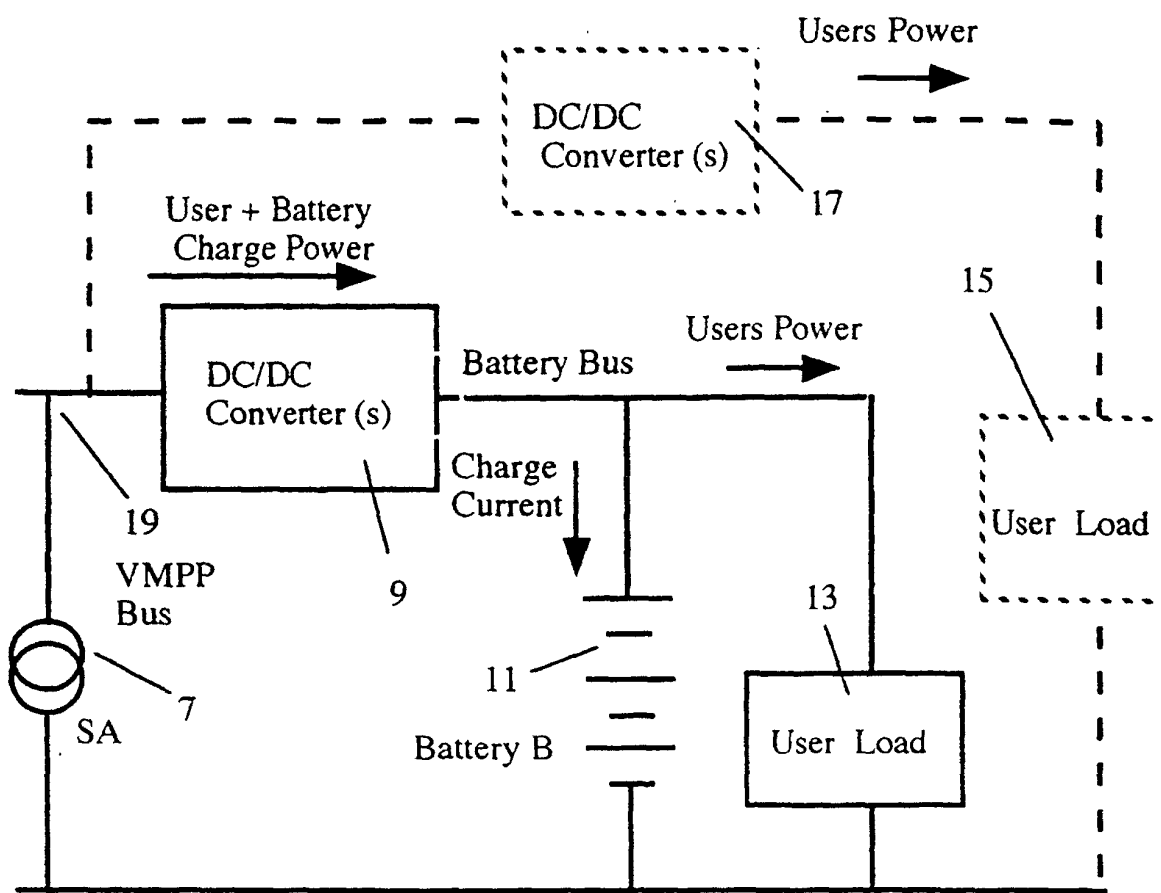 Users Power
DC/DC
Converter (s)
17
User + Battery
Charge Power
15
Users Power
Battery Bus
DC/DC
Converter (s)
Charge
Current
User Load
19
VMPP
Bus
9
13
11
7
SA
Battery B
User Load